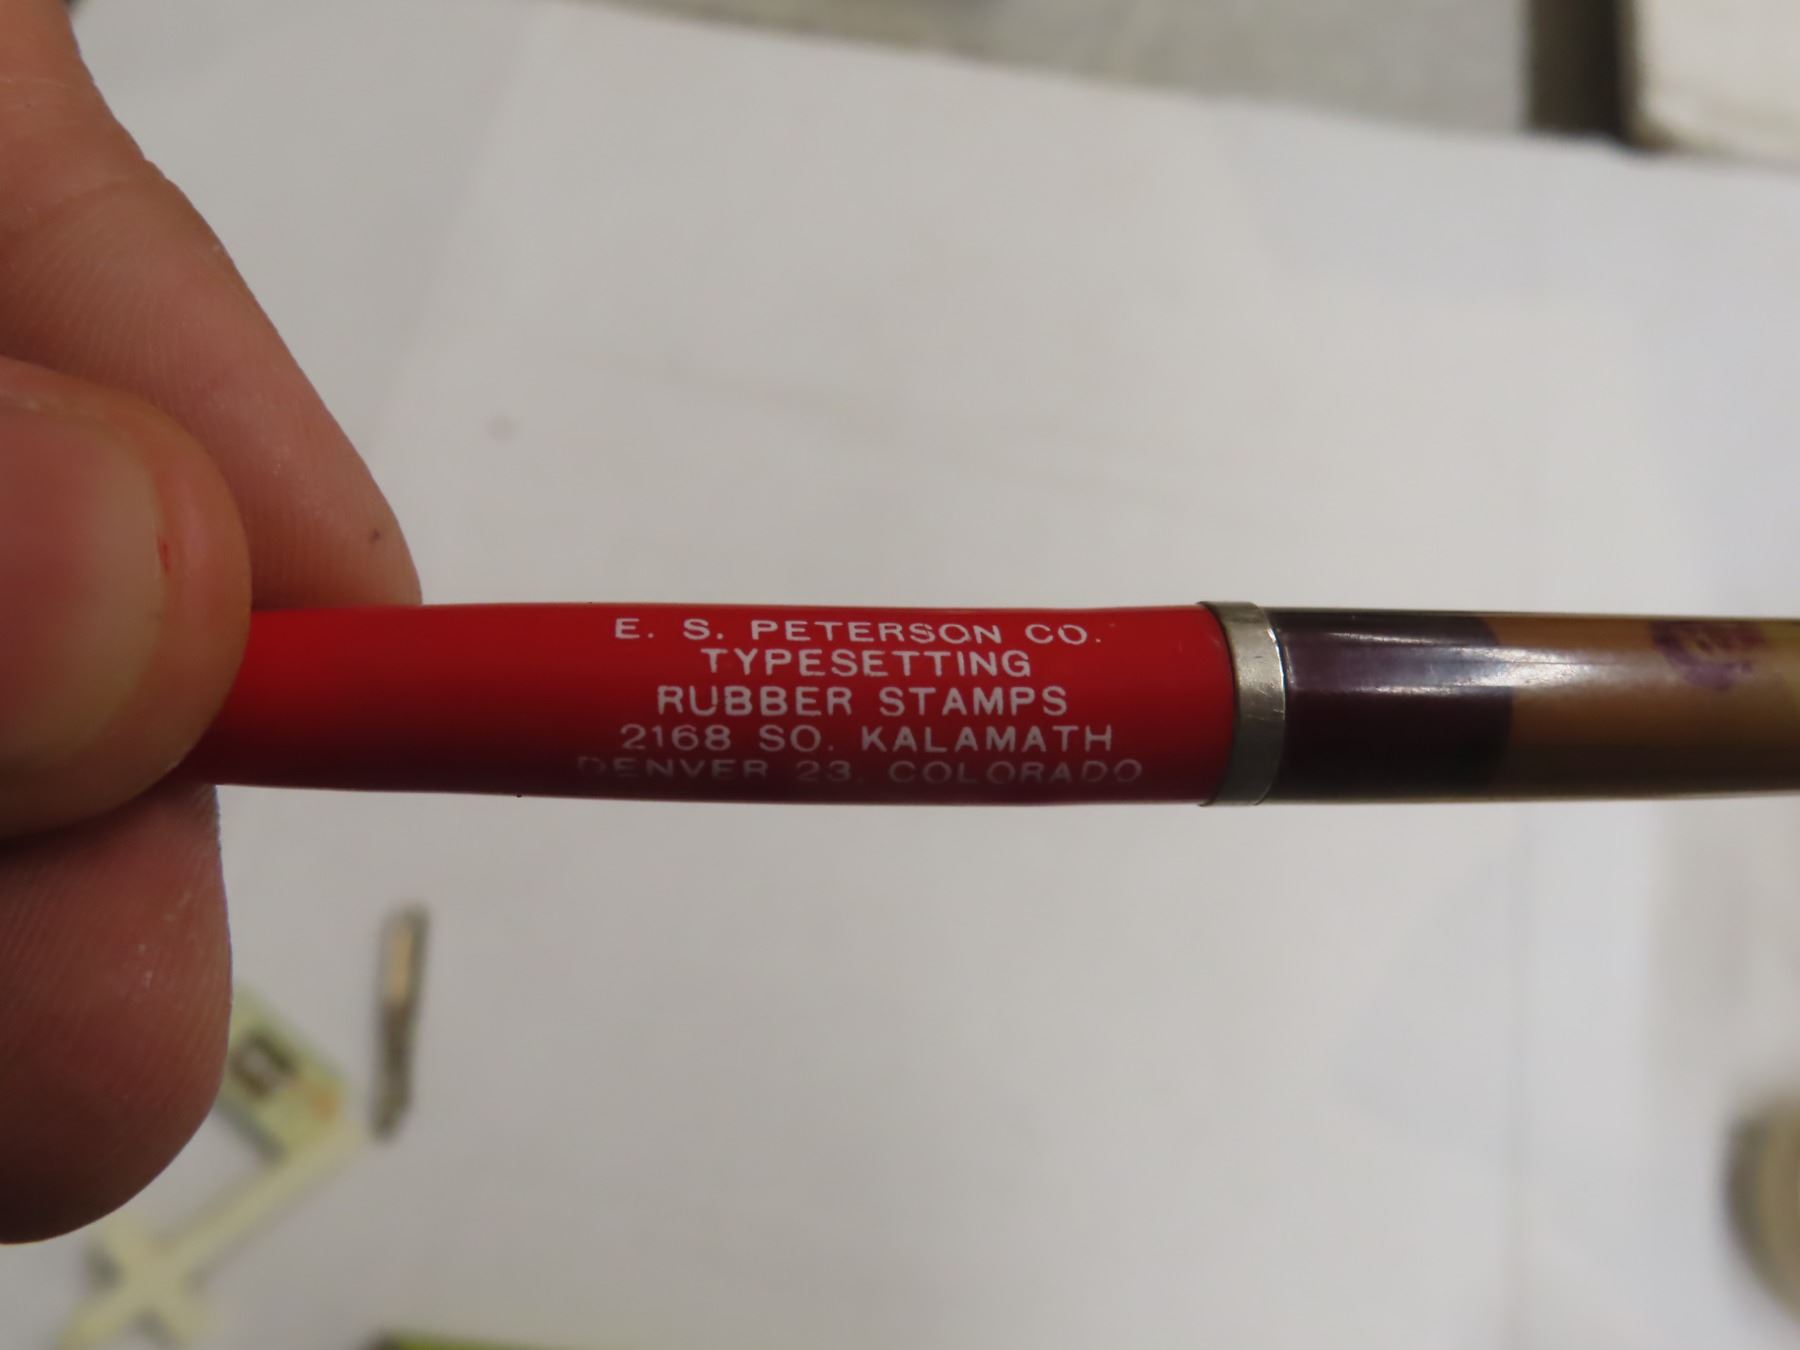 E. S. PETERSON CO.
TYPESETTING
RUBBER STAMPS
2168 SO. KALAMATH
DENVER 23, COLORADO